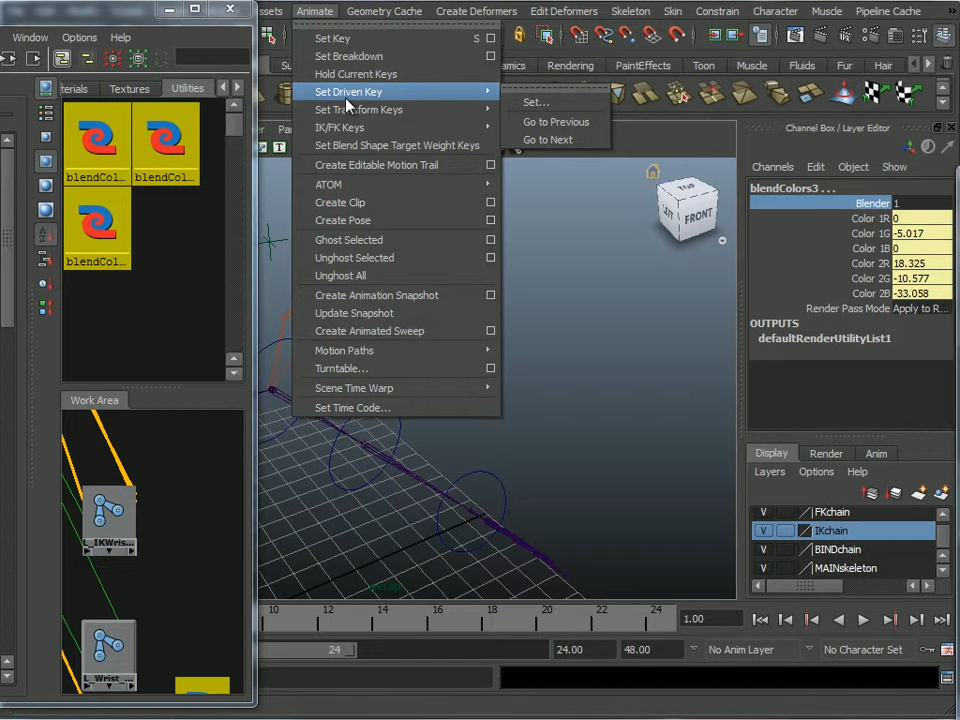 Window Options Help
terials Textures Utilities
blendCol... blendCol...
blendCol...
Work Area
L_IKWris...
L_Wrist_...
ssets Animate Geometry Cache Create Deformers Edit Deformers Skeleton Skin Constrain Character Muscle Pipeline Cache
Su amics Rendering PaintEffects Toon Muscle Fluids Fur Hair
Set Key S
Set Breakdown
Hold Current Keys
Set Driven Key
Set Transform Keys
IK/FK Keys
Set Blend Shape Target Weight Keys
Create Editable Motion Trail
ATOM
Create Clip
Create Pose
Ghost Selected
Unghost Selected
Unghost All
Create Animation Snapshot
Update Snapshot
Create Animated Sweep
Motion Paths
Turntable...
Scene Time Warp
Set Time Code...
Set...
Go to Previous
Go to Next
Pa
TOP
LEFT FRONT
persp
Channel Box / Layer Editor
Channels Edit Object Show
blendColors3 ...
Blender 1
Color 1R 0
Color 1G -5.017
Color 1B 0
Color 2R 18.325
Color 2G -10.577
Color 2B -33.058
Render Pass Mode Apply to R...
OUTPUTS
defaultRenderUtilityList1
Display Render Anim
Layers Options Help
V FKchain
V IKchain
V BINDchain
V MAINskeleton
10 12 14 16 18 20 22 24 1.00
24 24.00 48.00 No Anim Layer No Character Set